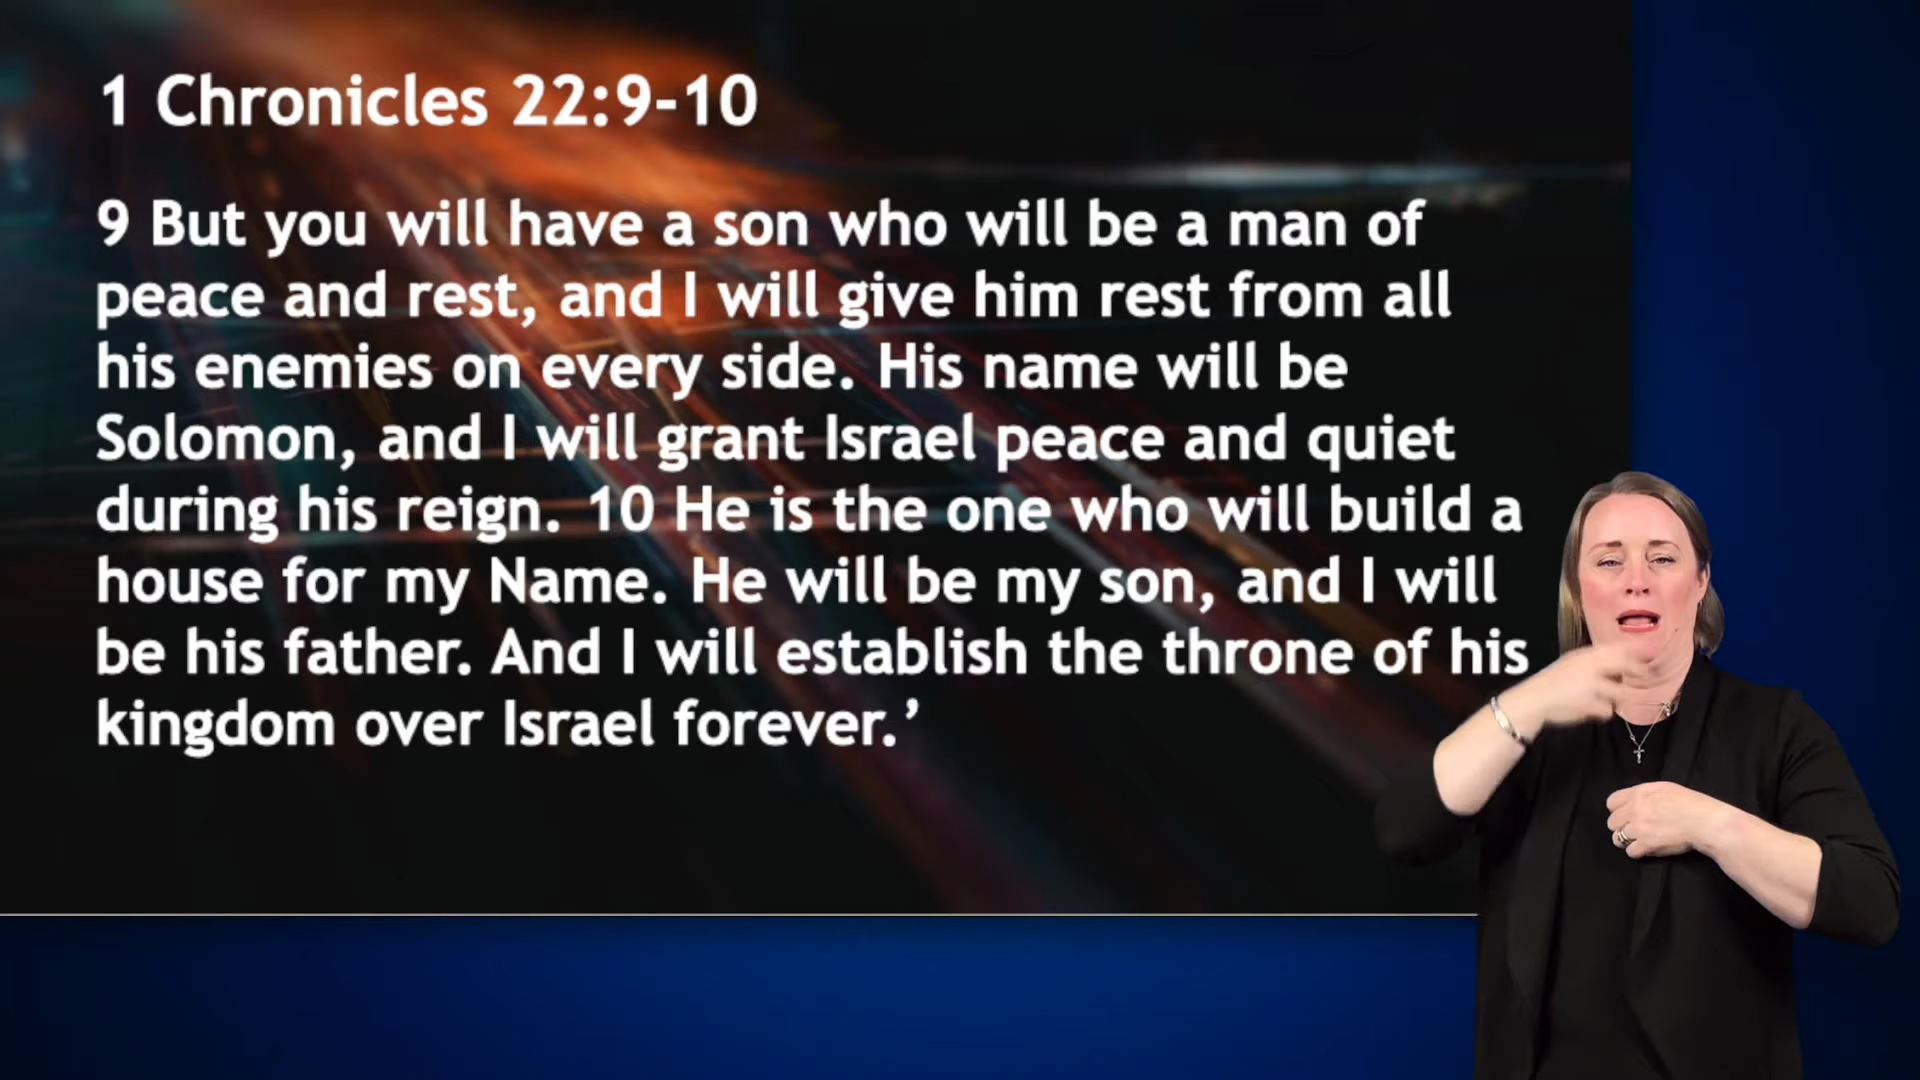 1 Chronicles 22:9-10
9 But you will have a son who will be a man of
peace and rest, and I will give him rest from all
his enemies on every side. His name will be
Solomon, and I will grant Israel peace and quiet
during his reign. 10 He is the one who will build a
house for my Name. He will be my son, and I will
be his father. And I will establish the throne of his
kingdom over Israel forever.’